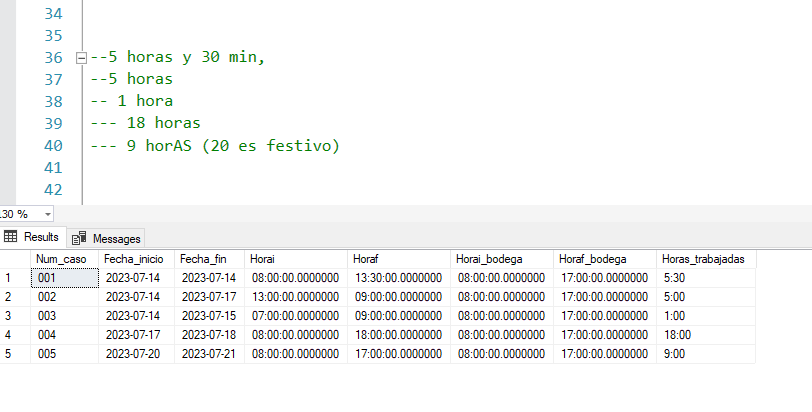 34
35
36 --5 horas y 30 min,
37 --5 horas
38 -- 1 hora
39 --- 18 horas
40 --- 9 horAS (20 es festivo)
41
42
.30 %
Results Messages
Num_caso Fecha_inicio Fecha_fin Horai Horaf Horai_bodega Horaf_bodega Horas_trabajadas
1 001 2023-07-14 2023-07-14 08:00:00.0000000 13:30:00.0000000 08:00:00.0000000 17:00:00.0000000 5:30
2 002 2023-07-14 2023-07-17 13:00:00.0000000 09:00:00.0000000 08:00:00.0000000 17:00:00.0000000 5:00
3 003 2023-07-14 2023-07-15 07:00:00.0000000 09:00:00.0000000 08:00:00.0000000 17:00:00.0000000 1:00
4 004 2023-07-17 2023-07-18 08:00:00.0000000 18:00:00.0000000 08:00:00.0000000 17:00:00.0000000 18:00
5 005 2023-07-20 2023-07-21 08:00:00.0000000 17:00:00.0000000 08:00:00.0000000 17:00:00.0000000 9:00